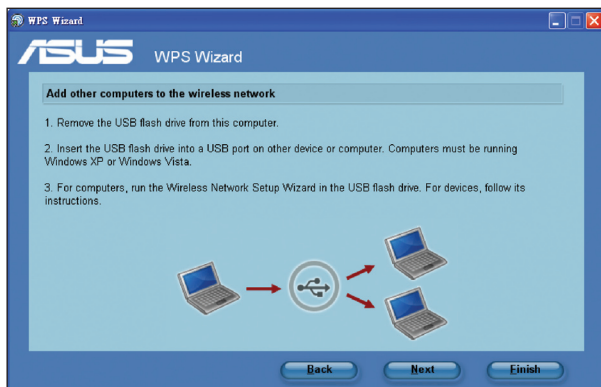 WPS Wizard
ASUS WPS Wizard
Add other computers to the wireless network
1. Remove the USB flash drive from this computer.
2. Insert the USB flash drive into a USB port on other device or computer. Computers must be running
Windows XP or Windows Vista.
3. For computers, run the Wireless Network Setup Wizard in the USB flash drive. For devices, follow its
instructions.
Back Next Finish